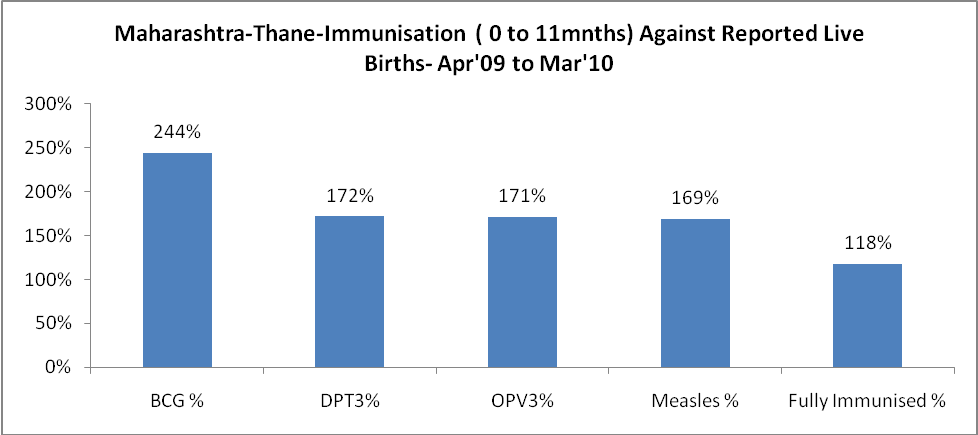 Maharashtra-Thane-Immunisation ( 0 to 11mnths) Against Reported Live
Births- Apr'09 to Mar'10
300%
250%
200%
150%
100%
50%
0%
244%
172%
171%
169%
118%
BCG %
DPT3%
OPV3%
Measles %
Fully Immunised %